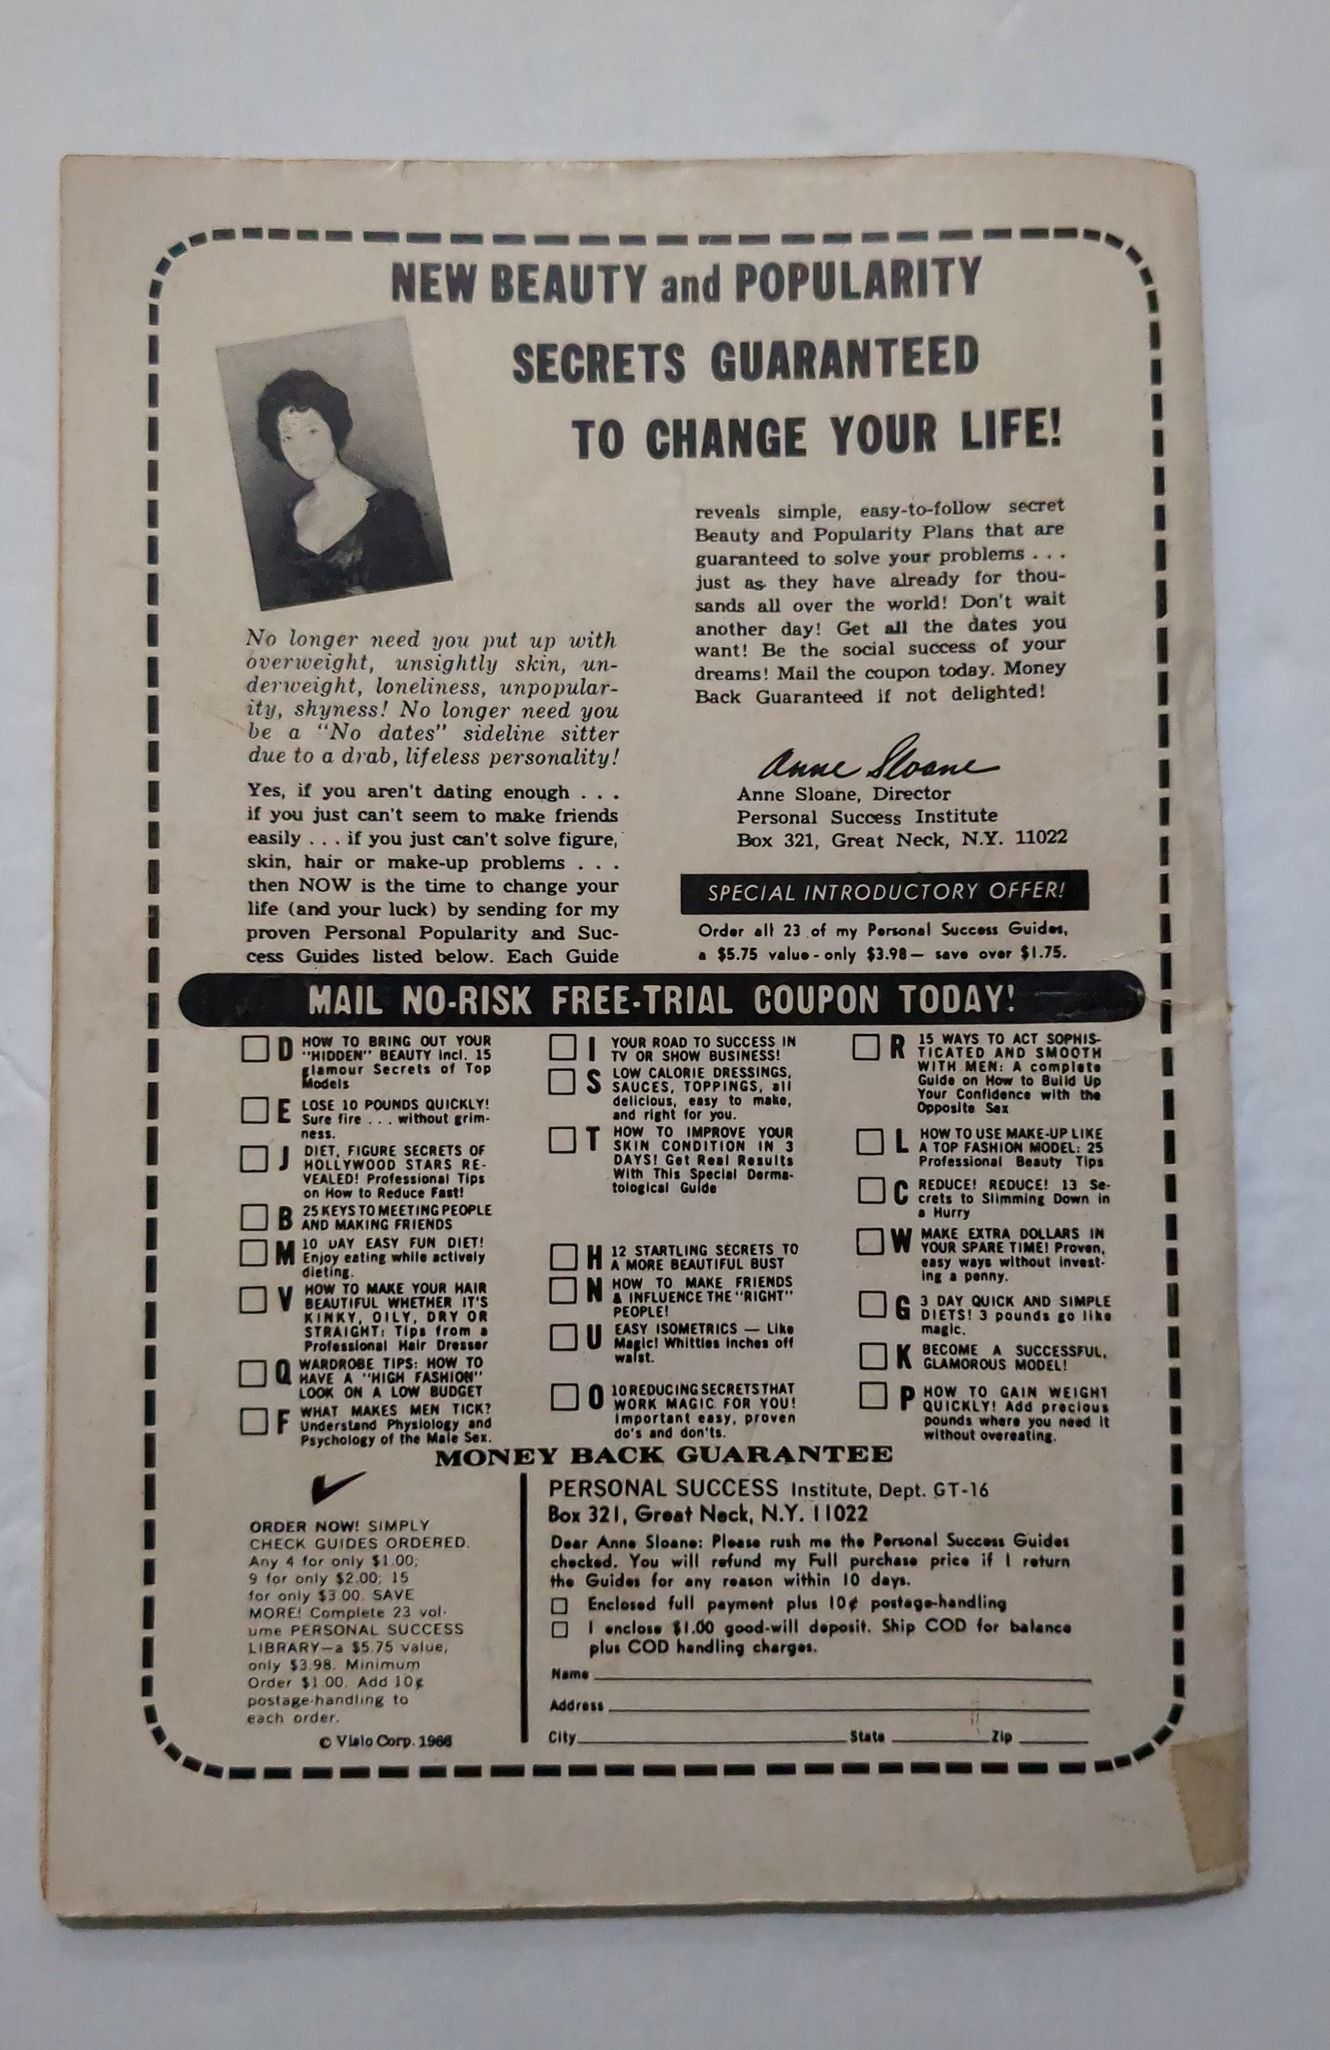 NEW BEAUTY and POPULARITY
SECRETS GUARANTEED
TO CHANGE YOUR LIFE!
No longer need you put up with
overweight, unsightly skin, un-
derweight, loneliness, unpopular-
ity, shyness! No longer need you
be a "No dates" sideline sitter
due to a drab, lifeless personality!
Yes, if you aren't dating enough . . .
if you just can't seem to make friends
easily . . . if you just can't solve figure,
skin, hair or make-up problems . . .
then NOW is the time to change your
life (and your luck) by sending for my
proven Personal Popularity and Suc-
cess Guides listed below. Each Guide
reveals simple, easy-to-follow secret
Beauty and Popularity Plans that are
guaranteed to solve your problems . . .
just as they have already for thou-
sands all over the world! Don't wait
another day! Get all the dates you
want! Be the social success of your
dreams! Mail the coupon today. Money
Back Guaranteed if not delighted!
Anne Sloane
Anne Sloane, Director
Personal Success Institute
Box 321, Great Neck, N.Y. 11022
SPECIAL INTRODUCTORY OFFER!
Order all 23 of my Personal Success Guides,
a $5.75 value - only $3.98 — save over $1.75.
MAIL NO-RISK FREE-TRIAL COUPON TODAY!
D HOW TO BRING OUT YOUR
"HIDDEN" BEAUTY incl. 15
glamour Secrets of Top
Models
E LOSE 10 POUNDS QUICKLY!
Sure fire . . . without grim-
ness.
J DIET, FIGURE SECRETS OF
HOLLYWOOD STARS RE-
VEALED! Professional Tips
on How to Reduce Fast!
B 25 KEYS TO MEETING PEOPLE
AND MAKING FRIENDS
M 10 DAY EASY FUN DIET!
Enjoy eating while actively
dieting.
V HOW TO MAKE YOUR HAIR
BEAUTIFUL WHETHER IT'S
KINKY, OILY, DRY OR
STRAIGHT: Tips from a
Professional Hair Dresser
Q WARDROBE TIPS: HOW TO
HAVE A "HIGH FASHION"
LOOK ON A LOW BUDGET
F WHAT MAKES MEN TICK?
Understand Physiology and
Psychology of the Male Sex.
I YOUR ROAD TO SUCCESS IN
TV OR SHOW BUSINESS!
S LOW CALORIE DRESSINGS,
SAUCES, TOPPINGS, all
delicious, easy to make,
and right for you.
T HOW TO IMPROVE YOUR
SKIN CONDITION IN 3
DAYS! Get Real Results
With This Special Derma-
tological Guide
H 12 STARTLING SECRETS TO
A MORE BEAUTIFUL BUST
N HOW TO MAKE FRIENDS
& INFLUENCE THE "RIGHT"
PEOPLE!
U EASY ISOMETRICS — Like
Magic! Whittles inches off
waist.
O 10 REDUCING SECRETS THAT
WORK MAGIC FOR YOU!
Important easy, proven
do's and don'ts.
R 15 WAYS TO ACT SOPHIS-
TICATED AND SMOOTH
WITH MEN: A complete
Guide on How to Build Up
Your Confidence with the
Opposite Sex
L HOW TO USE MAKE-UP LIKE
A TOP FASHION MODEL: 25
Professional Beauty Tips
C REDUCE! REDUCE! 13 Se-
crets to Slimming Down in
a Hurry
W MAKE EXTRA DOLLARS IN
YOUR SPARE TIME! Proven,
easy ways without invest-
ing a penny.
G 3 DAY QUICK AND SIMPLE
DIETS! 3 pounds go like
magic.
K BECOME A SUCCESSFUL,
GLAMOROUS MODEL!
P HOW TO GAIN WEIGHT
QUICKLY! Add precious
pounds where you need it
without overeating.
MONEY BACK GUARANTEE
ORDER NOW! SIMPLY
CHECK GUIDES ORDERED.
Any 4 for only $1.00;
9 for only $2.00; 15
for only $3.00. SAVE
MORE! Complete 23 vol-
ume PERSONAL SUCCESS
LIBRARY—a $5.75 value,
only $3.98. Minimum
Order $1.00. Add 10¢
postage-handling to
each order.
© Vislo Corp. 1966
PERSONAL SUCCESS Institute, Dept. GT-16
Box 321, Great Neck, N.Y. 11022
Dear Anne Sloane: Please rush me the Personal Success Guides
checked. You will refund my Full purchase price if I return
the Guides for any reason within 10 days.
Enclosed full payment plus 10¢ postage-handling
I enclose $1.00 good-will deposit. Ship COD for balance
plus COD handling charges.
Name
Address
City State Zip